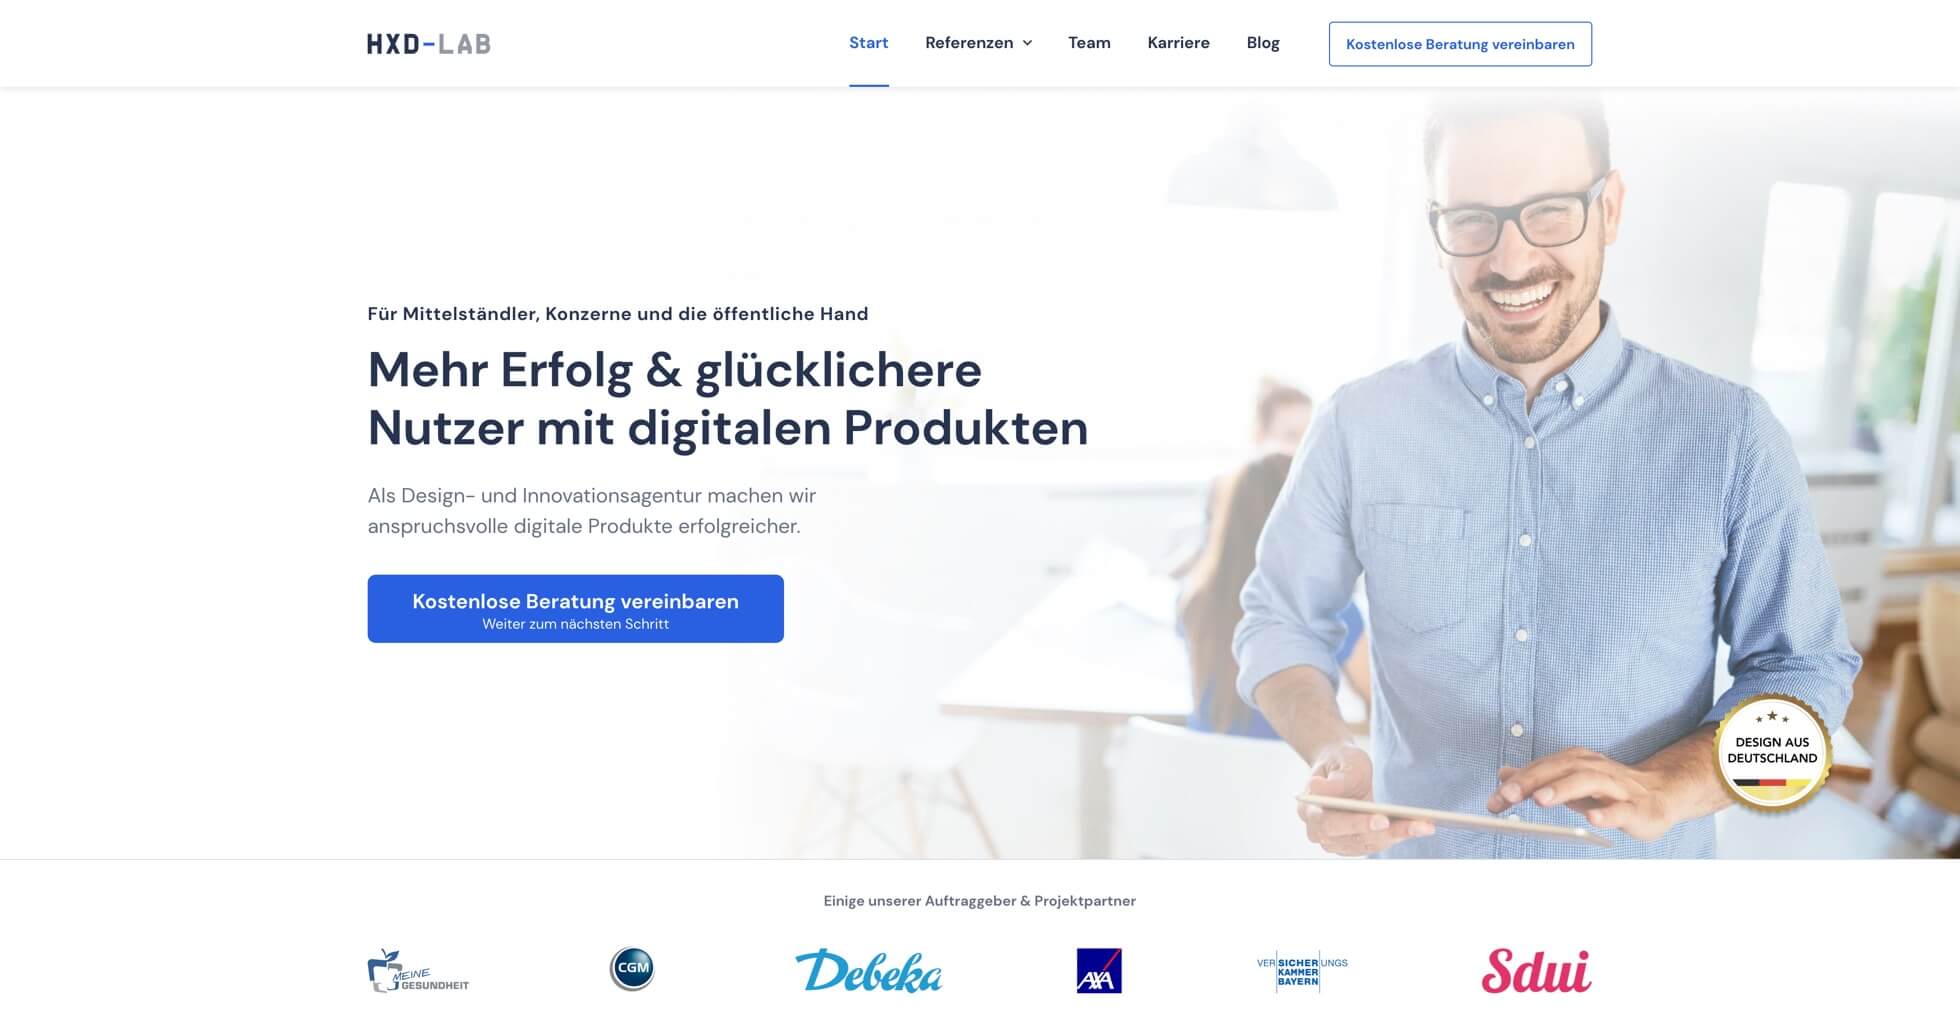 HXD-LAB
Start
Referenzen
Team
Karriere
Blog
Kostenlose Beratung vereinbaren
Für Mittelständler, Konzerne und die öffentliche Hand
Mehr Erfolg & glücklichere
Nutzer mit digitalen Produkten
Als Design- und Innovationsagentur machen wir
anspruchsvolle digitale Produkte erfolgreicher.
Kostenlose Beratung vereinbaren
Weiter zum nächsten Schritt
DESIGN AUS
DEUTSCHLAND
Einige unserer Auftraggeber & Projektpartner
MEINE
GESUNDHEIT
CGM
Debeka
AXA
VERSICHERUNGS
KAMMER
BAYERN
Sdui